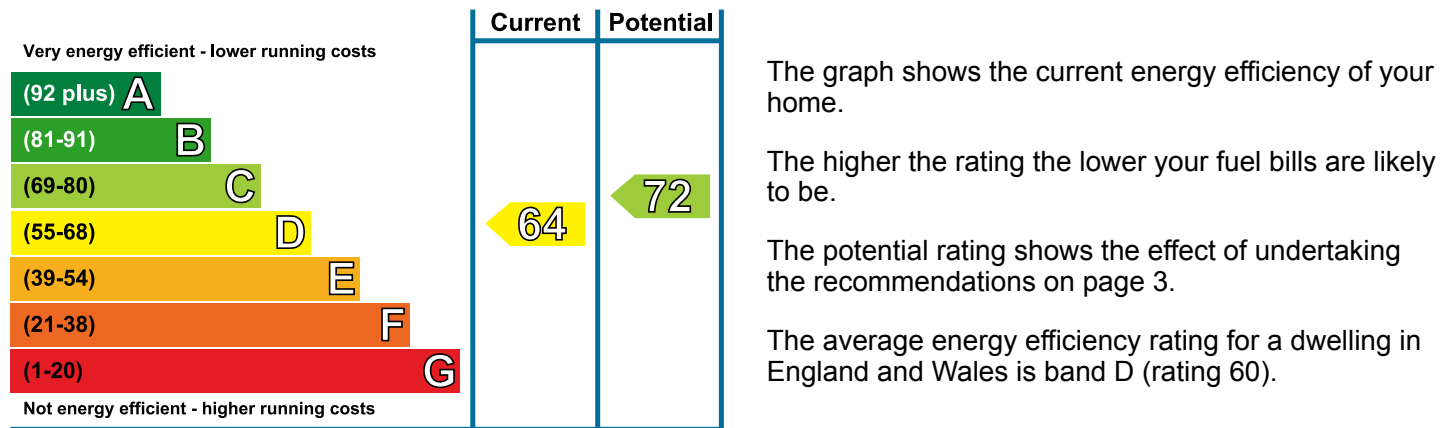 Current Potential
Very energy efficient - lower running costs
(92 plus) A
(81-91) B
(69-80) C
(55-68) D
(39-54) E
(21-38) F
(1-20) G
Not energy efficient - higher running costs
64
72
The graph shows the current energy efficiency of your
home.
The higher the rating the lower your fuel bills are likely
to be.
The potential rating shows the effect of undertaking
the recommendations on page 3.
The average energy efficiency rating for a dwelling in
England and Wales is band D (rating 60).